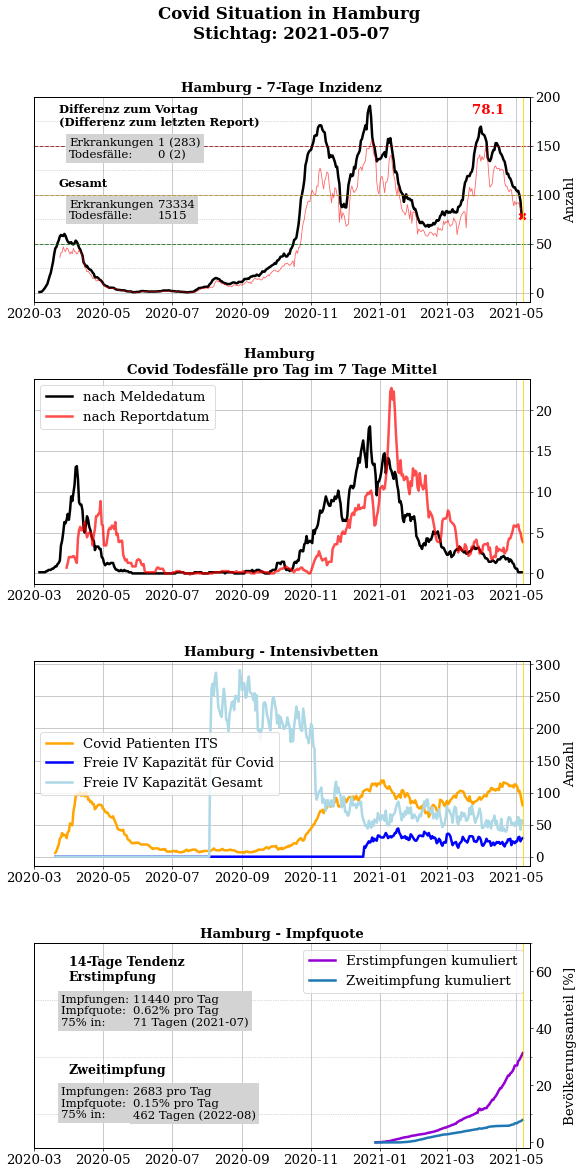 Covid Situation in Hamburg
Stichtag: 2021-05-07
Hamburg - 7-Tage Inzidenz
Differenz zum Vortag
(Differenz zum letzten Report)
Erkrankungen 1 (283)
Todesfälle: 0 (2)
Gesamt
Erkrankungen 73334
Todesfälle: 1515
78.1
200
150
100
50
0
Anzahl
2020-03 2020-05 2020-07 2020-09 2020-11 2021-01 2021-03 2021-05
Hamburg
Covid Todesfälle pro Tag im 7 Tage Mittel
nach Meldedatum
nach Reportdatum
20
15
10
5
0
2020-03 2020-05 2020-07 2020-09 2020-11 2021-01 2021-03 2021-05
Hamburg - Intensivbetten
Covid Patienten ITS
Freie IV Kapazität für Covid
Freie IV Kapazität Gesamt
300
250
200
150
100
50
0
Anzahl
2020-03 2020-05 2020-07 2020-09 2020-11 2021-01 2021-03 2021-05
Hamburg - Impfquote
14-Tage Tendenz
Erstimpfung
Impfungen: 11440 pro Tag
Impfquote: 0.62% pro Tag
75% in: 71 Tagen (2021-07)
Zweitimpfung
Impfungen: 2683 pro Tag
Impfquote: 0.15% pro Tag
75% in: 462 Tagen (2022-08)
Erstimpfungen kumuliert
Zweitimpfung kumuliert
60
40
20
0
Bevölkerungsanteil [%]
2020-03 2020-05 2020-07 2020-09 2020-11 2021-01 2021-03 2021-05